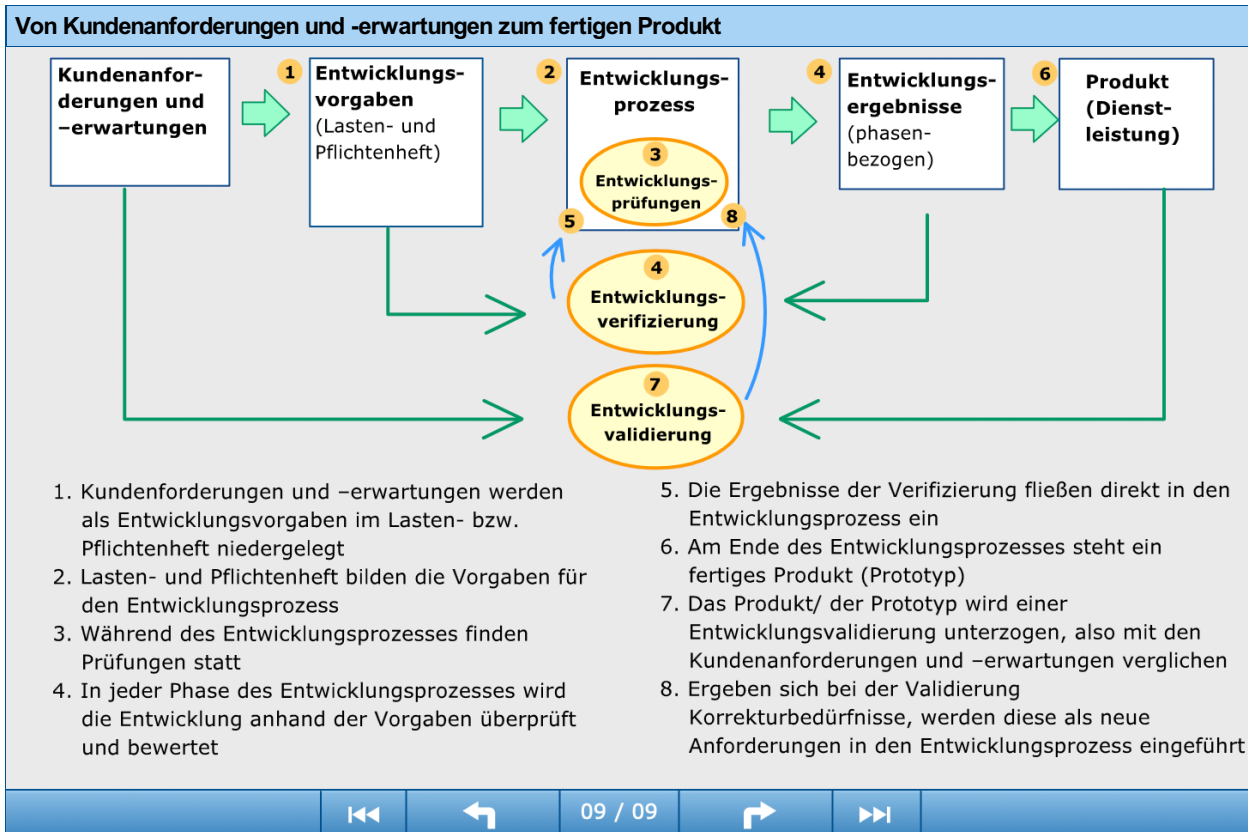 Von Kundenanforderungen und -erwartungen zum fertigen Produkt
Kundenanfor-
derungen und
–erwartungen
1
Entwicklungs-
vorgaben
(Lasten- und
Pflichtenheft)
2
Entwicklungs-
prozess
3
Entwicklungs-
prüfungen
5
8
4
Entwicklungs-
ergebnisse
(phasen-
bezogen)
6
Produkt
(Dienst-
leistung)
4
Entwicklungs-
verifizierung
7
Entwicklungs-
validierung
1. Kundenforderungen und –erwartungen werden
als Entwicklungsvorgaben im Lasten- bzw.
Pflichtenheft niedergelegt
2. Lasten- und Pflichtenheft bilden die Vorgaben für
den Entwicklungsprozess
3. Während des Entwicklungsprozesses finden
Prüfungen statt
4. In jeder Phase des Entwicklungsprozesses wird
die Entwicklung anhand der Vorgaben überprüft
und bewertet
5. Die Ergebnisse der Verifizierung fließen direkt in den
Entwicklungsprozess ein
6. Am Ende des Entwicklungsprozesses steht ein
fertiges Produkt (Prototyp)
7. Das Produkt/ der Prototyp wird einer
Entwicklungsvalidierung unterzogen, also mit den
Kundenanforderungen und –erwartungen verglichen
8. Ergeben sich bei der Validierung
Korrekturbedürfnisse, werden diese als neue
Anforderungen in den Entwicklungsprozess eingeführt
09 / 09